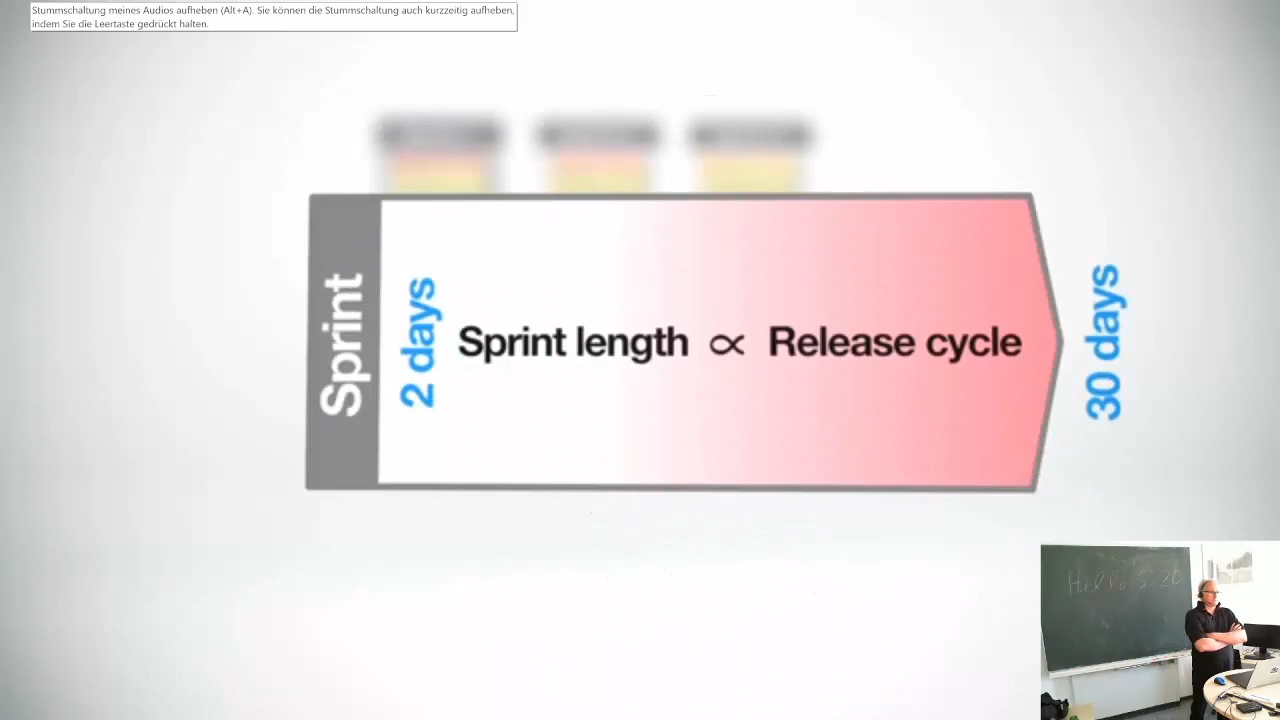 Stummschaltung meines Audios aufheben (Alt+A). Sie können die Stummschaltung auch kurzzeitig aufheben,
indem Sie die Leertaste gedrückt halten.
Sprint
2 days
Sprint length ∝ Release cycle
30 days
Hello